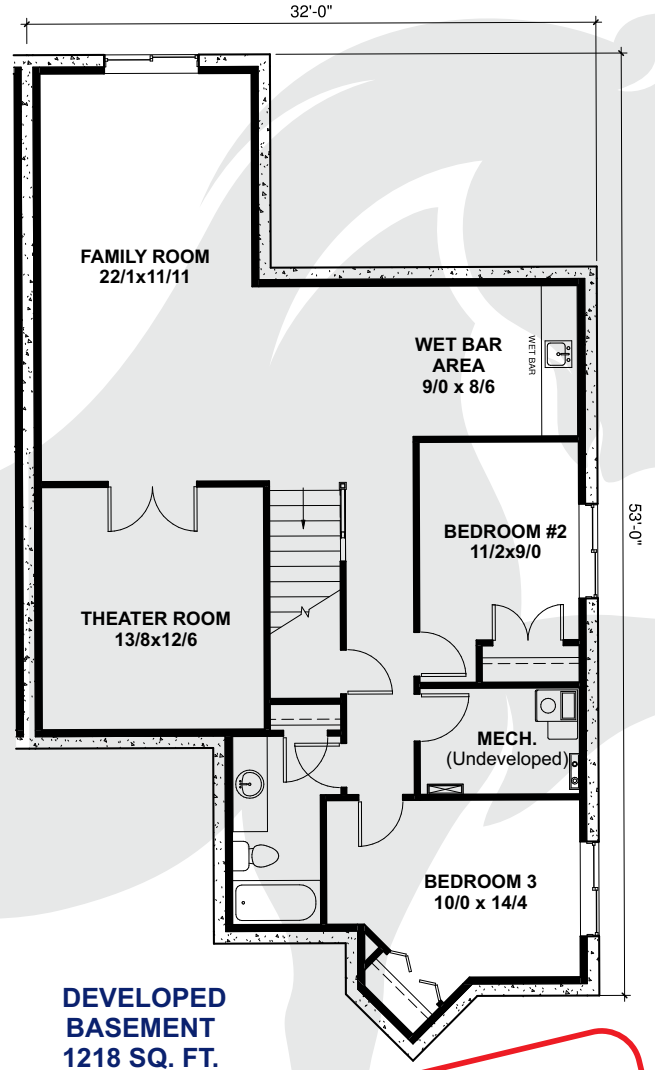 32'-0"
FAMILY ROOM
22/1x11/11
WET BAR
AREA
9/0 x 8/6
WET BAR
53'-0"
BEDROOM #2
11/2x9/0
THEATER ROOM
13/8x12/6
MECH.
(Undeveloped)
BEDROOM 3
10/0 x 14/4
DEVELOPED
BASEMENT
1218 SQ. FT.